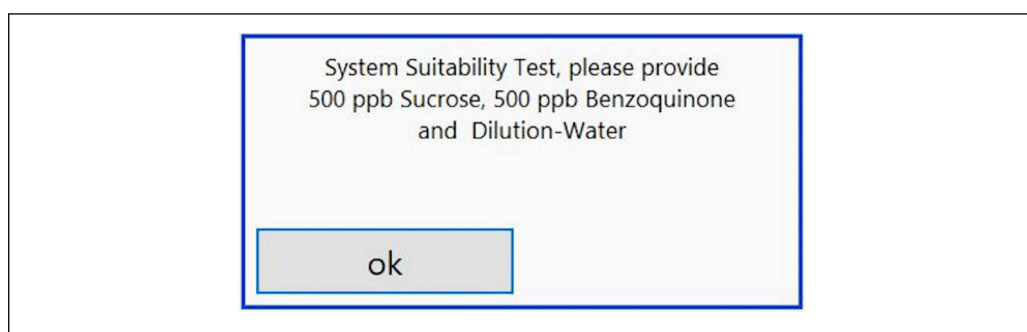 System Suitability Test, please provide
500 ppb Sucrose, 500 ppb Benzoquinone
and  Dilution-Water
ok